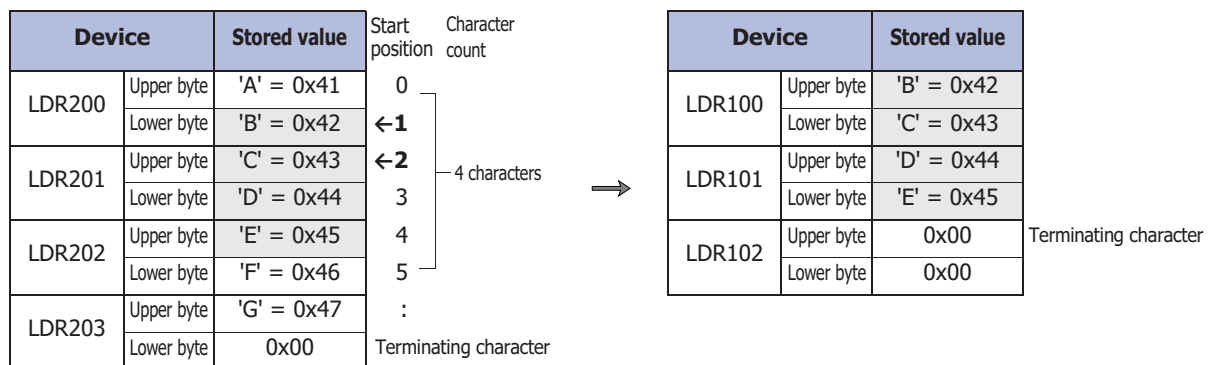 Device Stored value Start position Character count
LDR200 Upper byte 'A' = 0x41 0
Lower byte 'B' = 0x42 ←1
LDR201 Upper byte 'C' = 0x43 ←2
4 characters
Lower byte 'D' = 0x44 3
LDR202 Upper byte 'E' = 0x45 4
Lower byte 'F' = 0x46 5
LDR203 Upper byte 'G' = 0x47 :
Lower byte 0x00 Terminating character
Device Stored value
LDR100 Upper byte 'B' = 0x42
Lower byte 'C' = 0x43
LDR101 Upper byte 'D' = 0x44
Lower byte 'E' = 0x45
LDR102 Upper byte 0x00 Terminating character
Lower byte 0x00